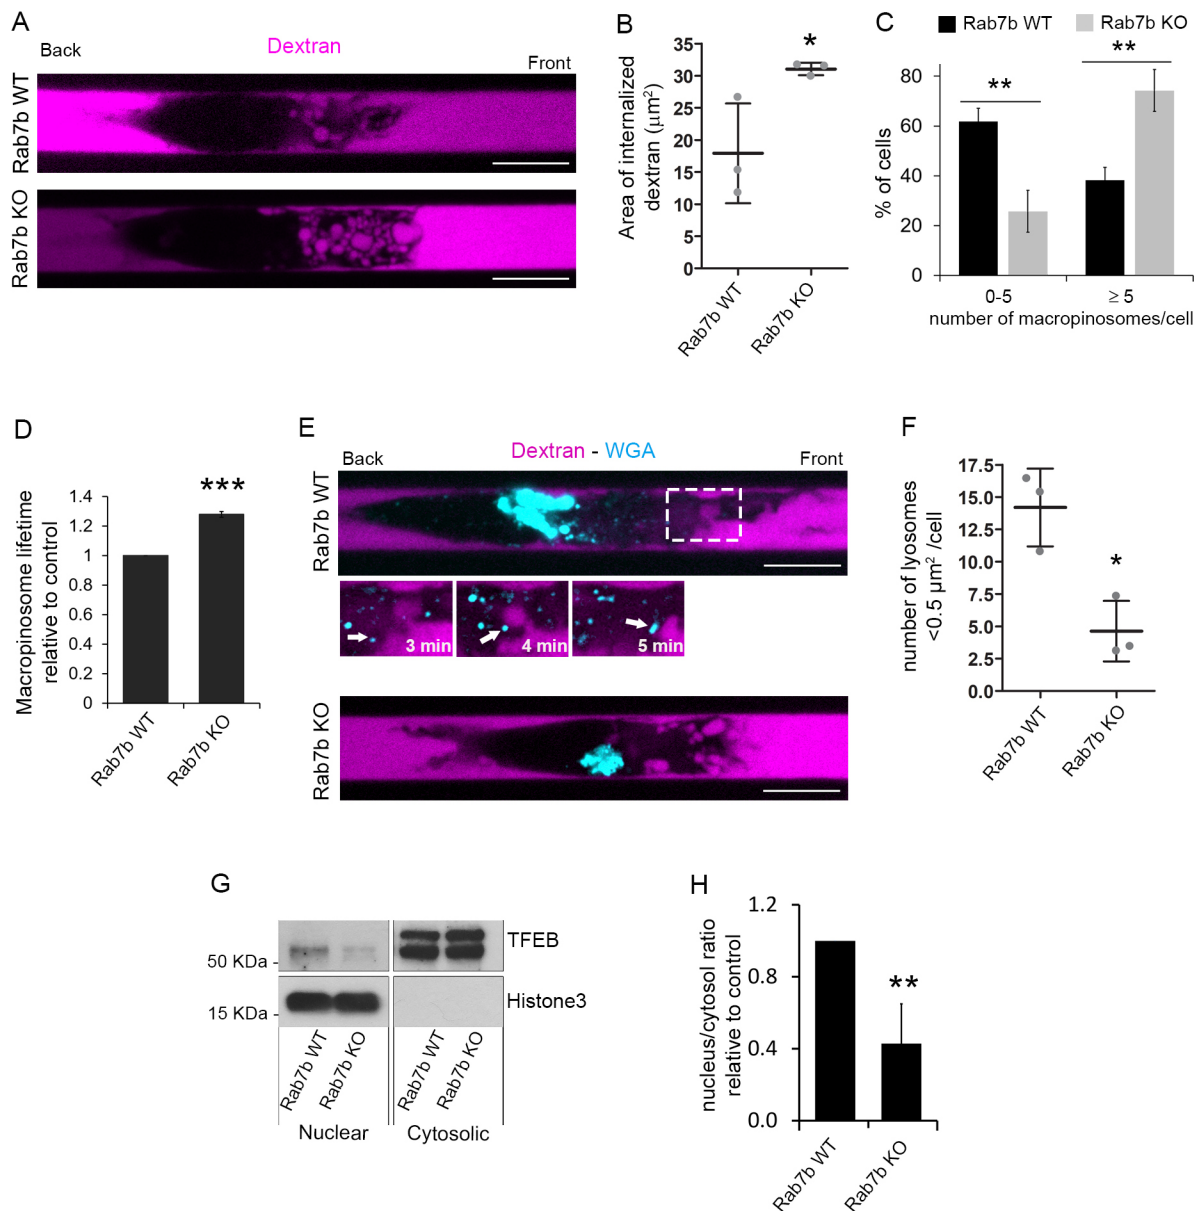 A
Back
Dextran
Front
Rab7b WT
Rab7b KO
B
Area of internalized
dextran (μm²)
35
30
25
20
15
10
5
0
*
Rab7b WT
Rab7b KO
C
Rab7b WT
Rab7b KO
% of cells
80
60
40
20
0
**
**
0-5
≥ 5
number of macropinosomes/cell
D
Macropinosome lifetime
relative to control
1.4
1.2
1
0.8
0.6
0.4
0.2
0
***
Rab7b WT
Rab7b KO
E
Dextran - WGA
Back
Front
Rab7b WT
3 min
4 min
5 min
Rab7b KO
F
number of lyosomes
<0.5 μm² /cell
17.5
15.0
12.5
10.0
7.5
5.0
2.5
0.0
*
Rab7b WT
Rab7b KO
G
TFEB
50 KDa -
Histone3
15 KDa -
Rab7b WT
Rab7b KO
Rab7b WT
Rab7b KO
Nuclear
Cytosolic
H
nucleus/cytosol ratio
relative to control
1.2
0.8
0.4
0.0
**
Rab7b WT
Rab7b KO